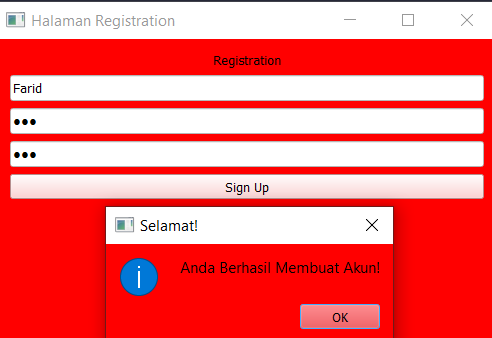 Halaman Registration
Registration
Farid
●●●
●●●
Sign Up
Selamat!
Anda Berhasil Membuat Akun!
OK